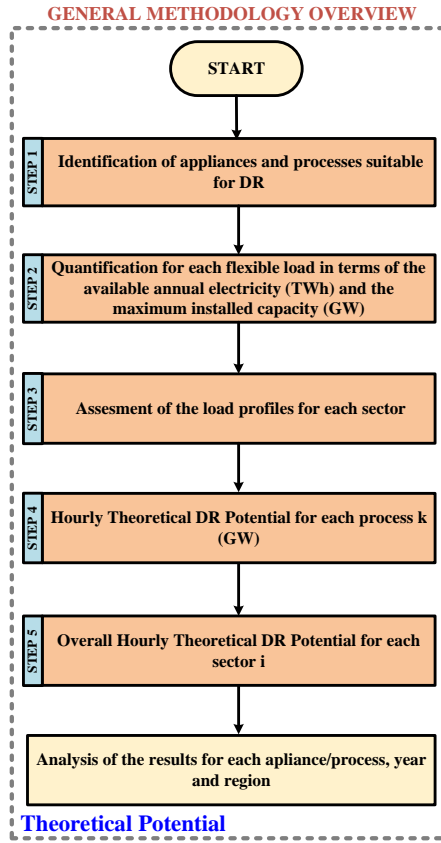 GENERAL METHODOLOGY OVERVIEW
START
STEP 1
Identification of appliances and processes suitable
for DR
STEP 2
Quantification for each flexible load in terms of the
available annual electricity (TWh) and the
maximum installed capacity (GW)
STEP 3
Assesment of the load profiles for each sector
STEP 4
Hourly Theoretical DR Potential for each process k
(GW)
STEP 5
Overall Hourly Theoretical DR Potential for each
sector i
Analysis of the results for each apliance/process, year
and region
Theoretical Potential